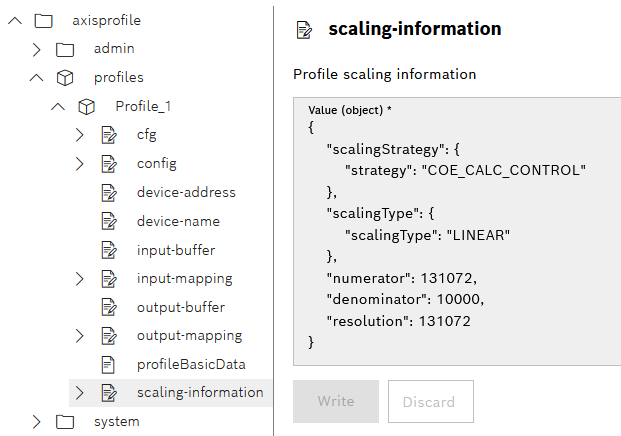 axisprofile
admin
profiles
Profile_1
cfg
config
device-address
device-name
input-buffer
input-mapping
output-buffer
output-mapping
profileBasicData
scaling-information
system
scaling-information
Profile scaling information
Value (object) *
{
"scalingStrategy": {
"strategy": "COE_CALC_CONTROL"
},
"scalingType": {
"scalingType": "LINEAR"
},
"numerator": 131072,
"denominator": 10000,
"resolution": 131072
}
Write Discard